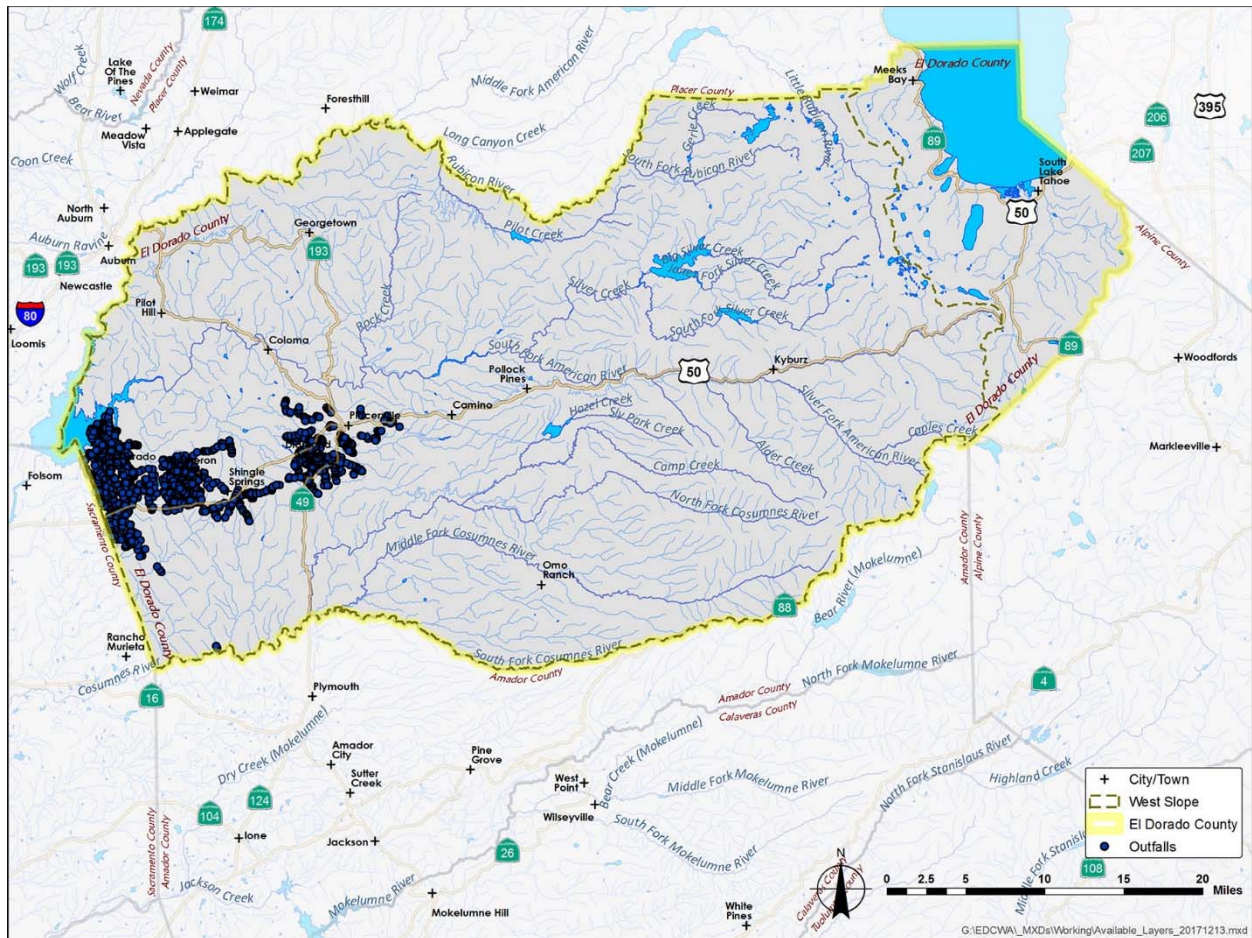 174
Lake
Of The
Pines
Weimar
Wolf Creek
Nevada County
Placer County
Bear River
Meadow
Vista
Applegate
Foresthill
Middle Fork American River
Long Canyon Creek
Placer County
Gerle Creek
Little Rubicon River
Meeks
Bay
El Dorado County
89
206
395
207
South
Lake
Tahoe
50
Coon Creek
North
Auburn
Auburn Ravine
Auburn
El Dorado County
Georgetown
193
Rubicon River
South Fork Rubicon River
Pilot Creek
Alpine County
193
193
Newcastle
80
Loomis
Pilot
Hill
Coloma
Rock Creek
Silver Creek
South Fork Silver Creek
South Fork American River
Pollock
Pines
50
Kyburz
89
Woodfords
El Dorado County
Camino
Placerville
Hazel Creek
Sly Park Creek
Silver Fork American River
Caples Creek
Alder Creek
Camp Creek
Markleeville
Folsom
Shingle
Springs
49
North Fork Cosumnes River
Sacramento County
El Dorado County
Middle Fork Cosumnes River
Omo
Ranch
Amador County
Alpine County
88
Bear River (Mokelumne)
Rancho
Murieta
Cosumnes River
South Fork Cosumnes River
Amador County
16
Plymouth
North Fork Mokelumne River
Amador County
Calaveras County
4
Dry Creek (Mokelumne)
Amador
City
Sutter
Creek
Pine
Grove
West
Point
Wilseyville
Bear Creek (Mokelumne)
Middle Fork Mokelumne River
South Fork Mokelumne River
North Fork Stanislaus River
Highland Creek
104
124
Ione
Jackson
26
Sacramento County
Amador County
Jackson Creek
Mokelumne River
Mokelumne Hill
White
Pines
Calaveras County
Tuolumne County
108
City/Town
West Slope
El Dorado County
Outfalls
N
0 1.25 2.5 5 10 15 20
Miles
G:\EDCWA\_MXDs\Working\Available_Layers_20171213.mxd